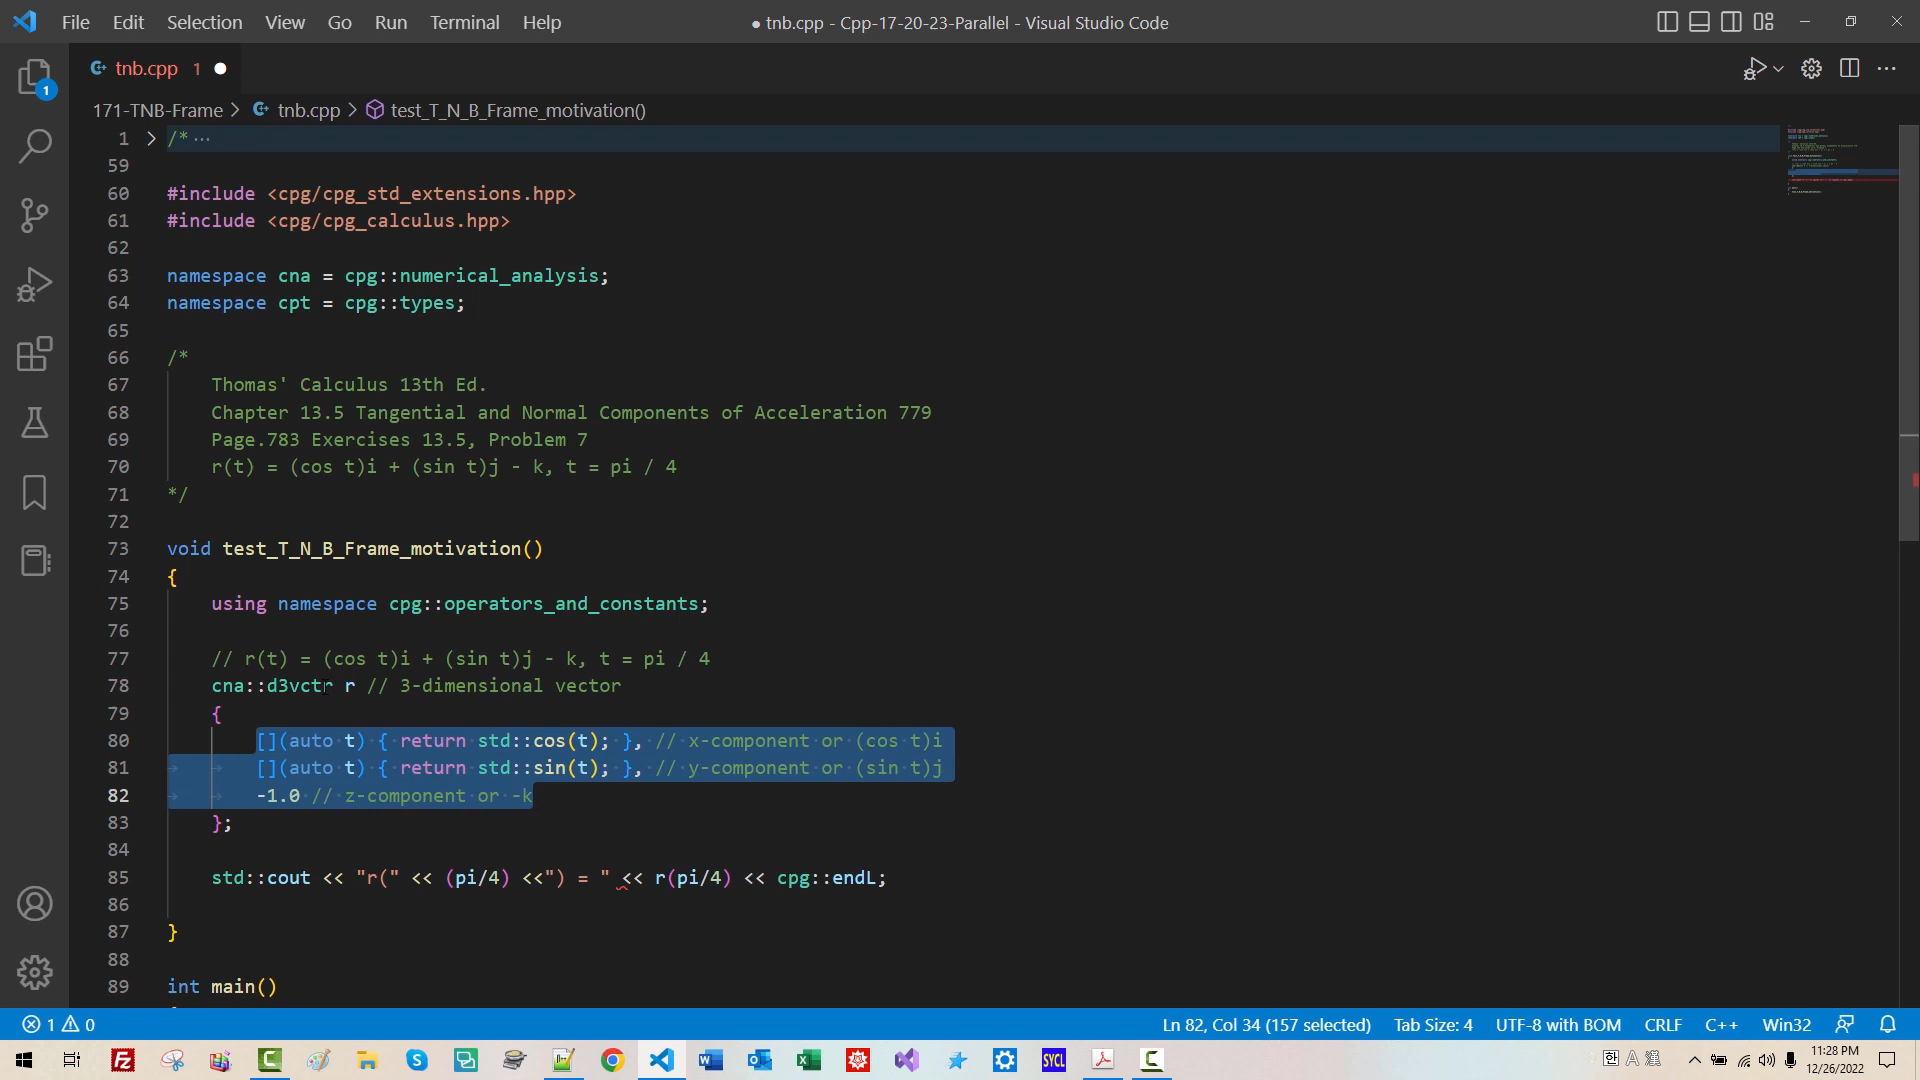 File Edit Selection View Go Run Terminal Help
● tnb.cpp - Cpp-17-20-23-Parallel - Visual Studio Code
tnb.cpp 1 ●
171-TNB-Frame > tnb.cpp > test_T_N_B_Frame_motivation()
1 /* ···
59
60 #include <cpg/cpg_std_extensions.hpp>
61 #include <cpg/cpg_calculus.hpp>
62
63 namespace cna = cpg::numerical_analysis;
64 namespace cpt = cpg::types;
65
66 /*
67 Thomas' Calculus 13th Ed.
68 Chapter 13.5 Tangential and Normal Components of Acceleration 779
69 Page.783 Exercises 13.5, Problem 7
70 r(t) = (cos t)i + (sin t)j - k, t = pi / 4
71 */
72
73 void test_T_N_B_Frame_motivation()
74 {
75 using namespace cpg::operators_and_constants;
76
77 // r(t) = (cos t)i + (sin t)j - k, t = pi / 4
78 cna::d3vctr r // 3-dimensional vector
79 {
80 [](auto t) { return std::cos(t); }, // x-component or (cos t)i
81 [](auto t) { return std::sin(t); }, // y-component or (sin t)j
82 -1.0 // z-component or -k
83 };
84
85 std::cout << "r(" << (pi/4) <<") = " << r(pi/4) << cpg::endL;
86
87 }
88
89 int main()
1 0
Ln 82, Col 34 (157 selected) Tab Size: 4 UTF-8 with BOM CRLF C++ Win32
1
SYCL
한 A 漢
11:28 PM
12/26/2022